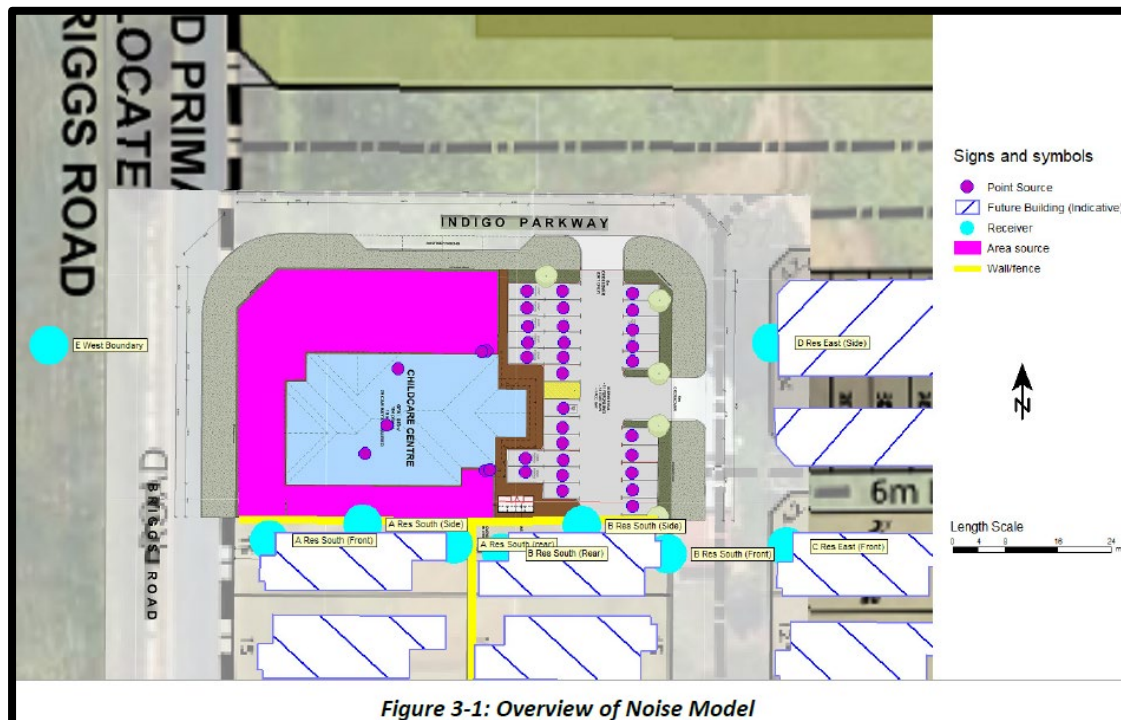 D PRIMA
LOCATE
RIGGS ROAD
INDIGO PARKWAY
Signs and symbols
Point Source
Future Building (Indicative)
Receiver
Area source
Wall/fence
E West Boundary
D Res East (Side)
CHILDCARE CENTRE
N
BRIGGS ROAD
6m
Length Scale
0 4 8 16 24
m
A Res South (Side)
B Res South (Side)
A Res South (Front)
A Res South (rear)
B Res South (Rear)
B Res South (Front)
C Res East (Front)
15
Figure 3-1: Overview of Noise Model